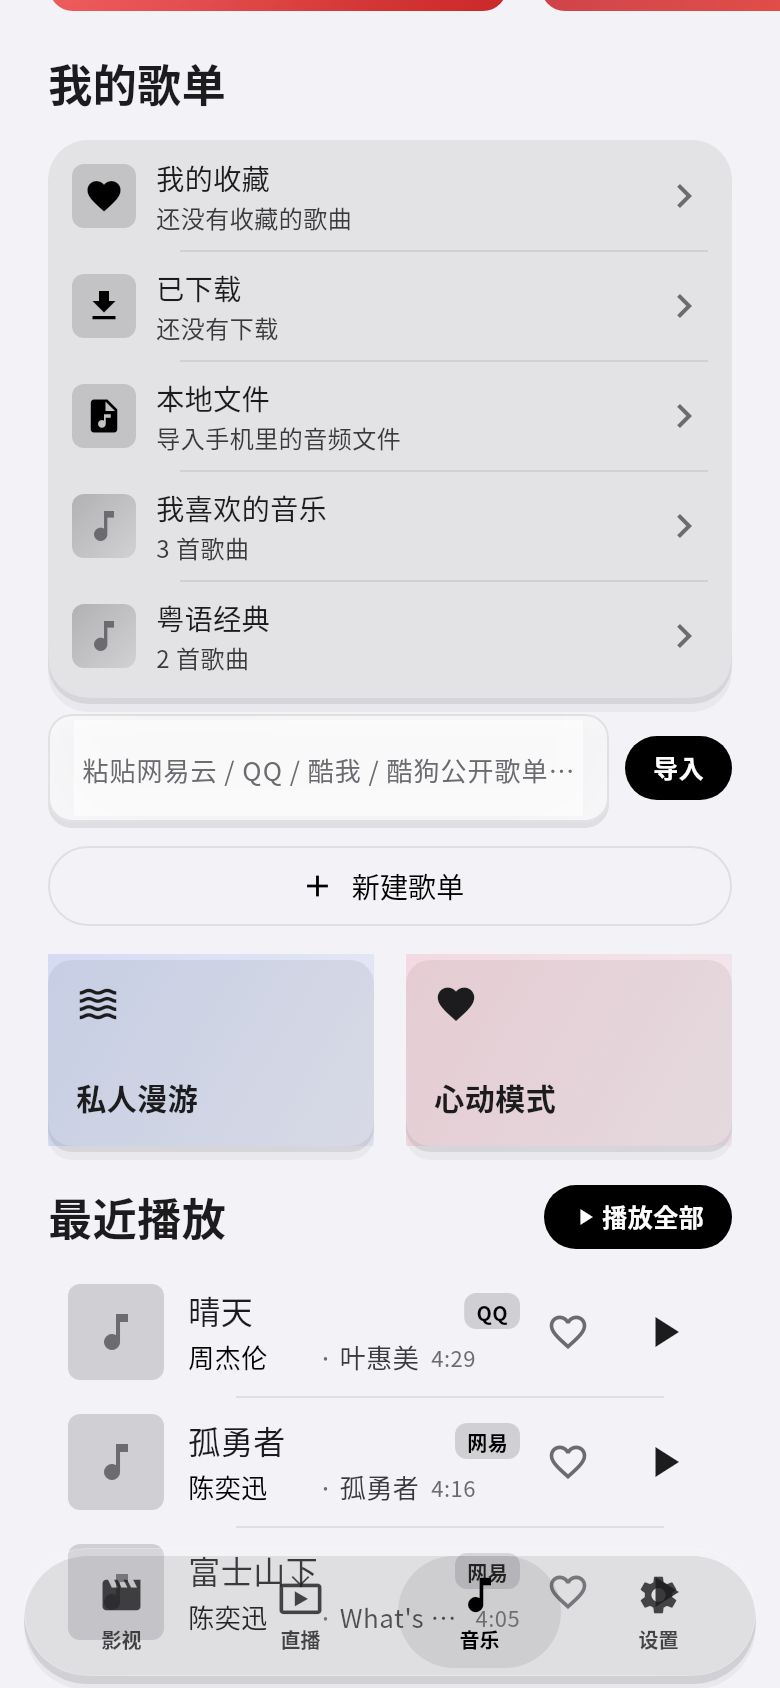 我的歌单
我的收藏
还没有收藏的歌曲
已下载
还没有下载
本地文件
导入手机里的音频文件
我喜欢的音乐
3 首歌曲
粤语经典
2 首歌曲
粘贴网易云 / QQ / 酷我 / 酷狗公开歌单…
导入
新建歌单
私人漫游
心动模式
最近播放
播放全部
晴天
QQ
周杰伦 · 叶惠美 4:29
孤勇者
网易
陈奕迅 · 孤勇者 4:16
富士山下
网易
陈奕迅 · What's … 4:05
影视
直播
音乐
设置